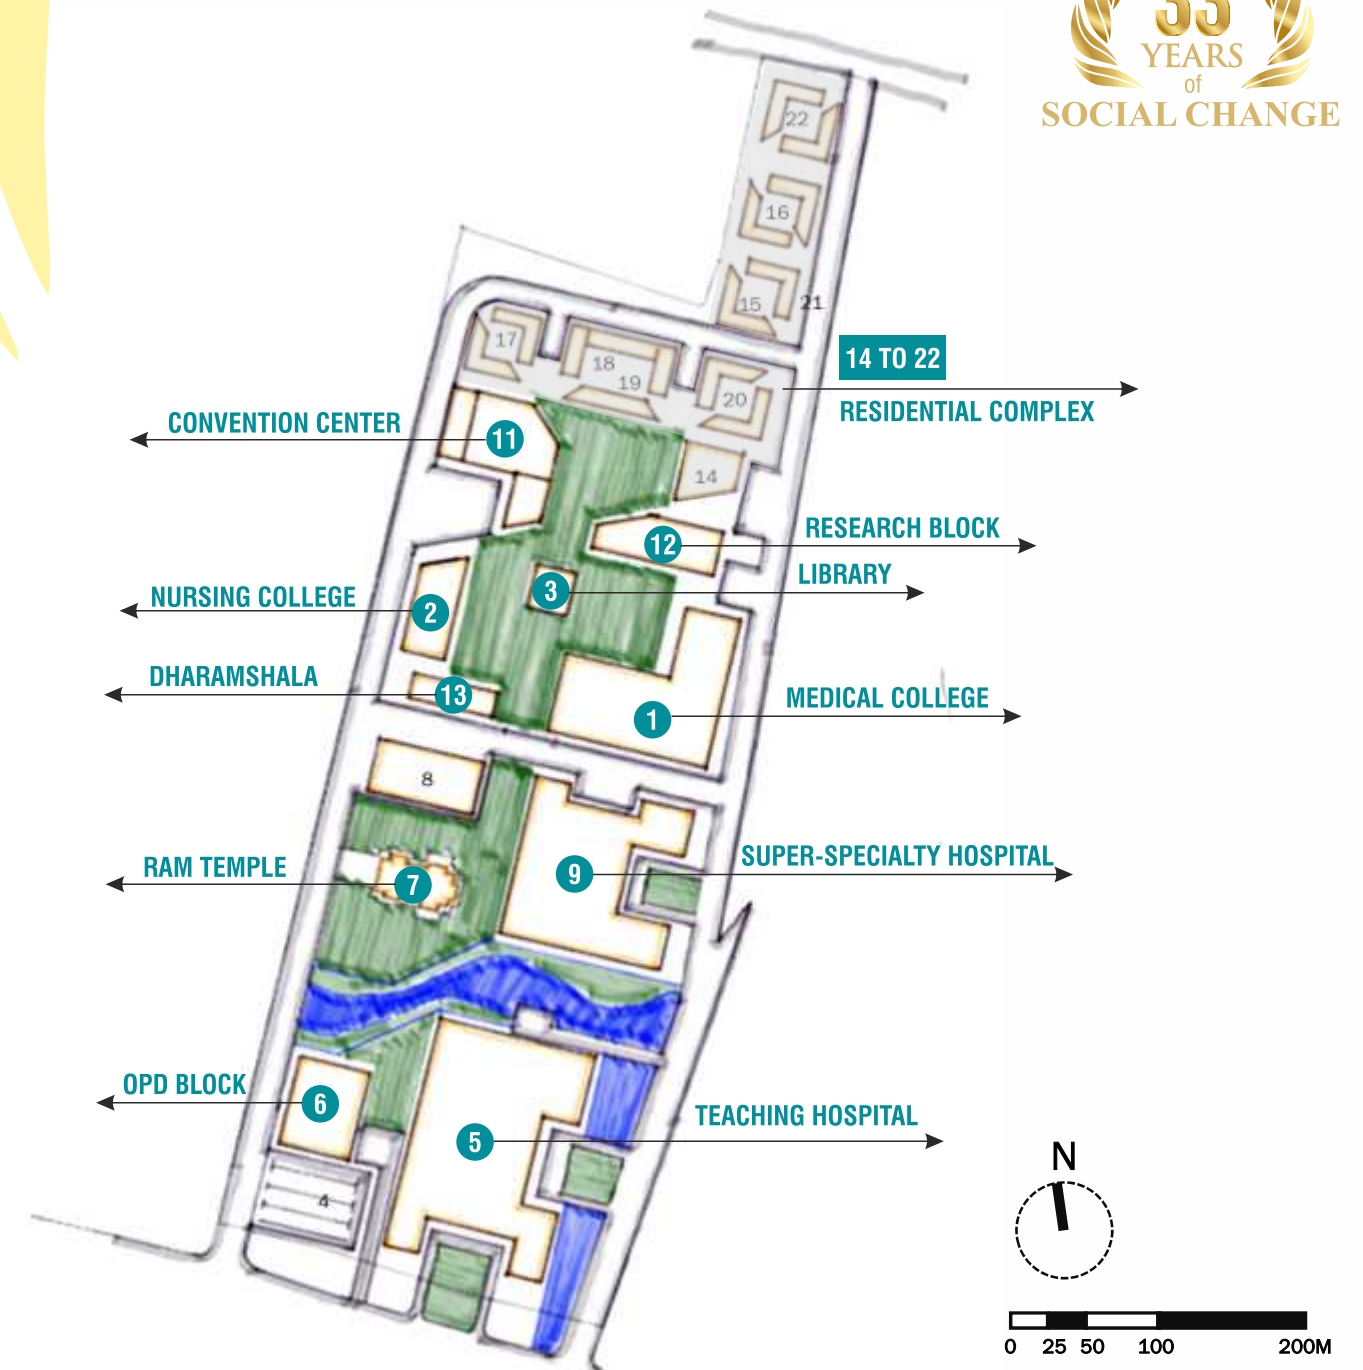 33
YEARS
of
SOCIAL CHANGE
22
16
15
21
17
18
19
20
14 TO 22
RESIDENTIAL COMPLEX
CONVENTION CENTER
11
14
RESEARCH BLOCK
12
LIBRARY
3
NURSING COLLEGE
2
DHARAMSHALA
13
MEDICAL COLLEGE
1
8
SUPER-SPECIALTY HOSPITAL
9
RAM TEMPLE
7
OPD BLOCK
6
TEACHING HOSPITAL
5
4
N
0 25 50 100 200M